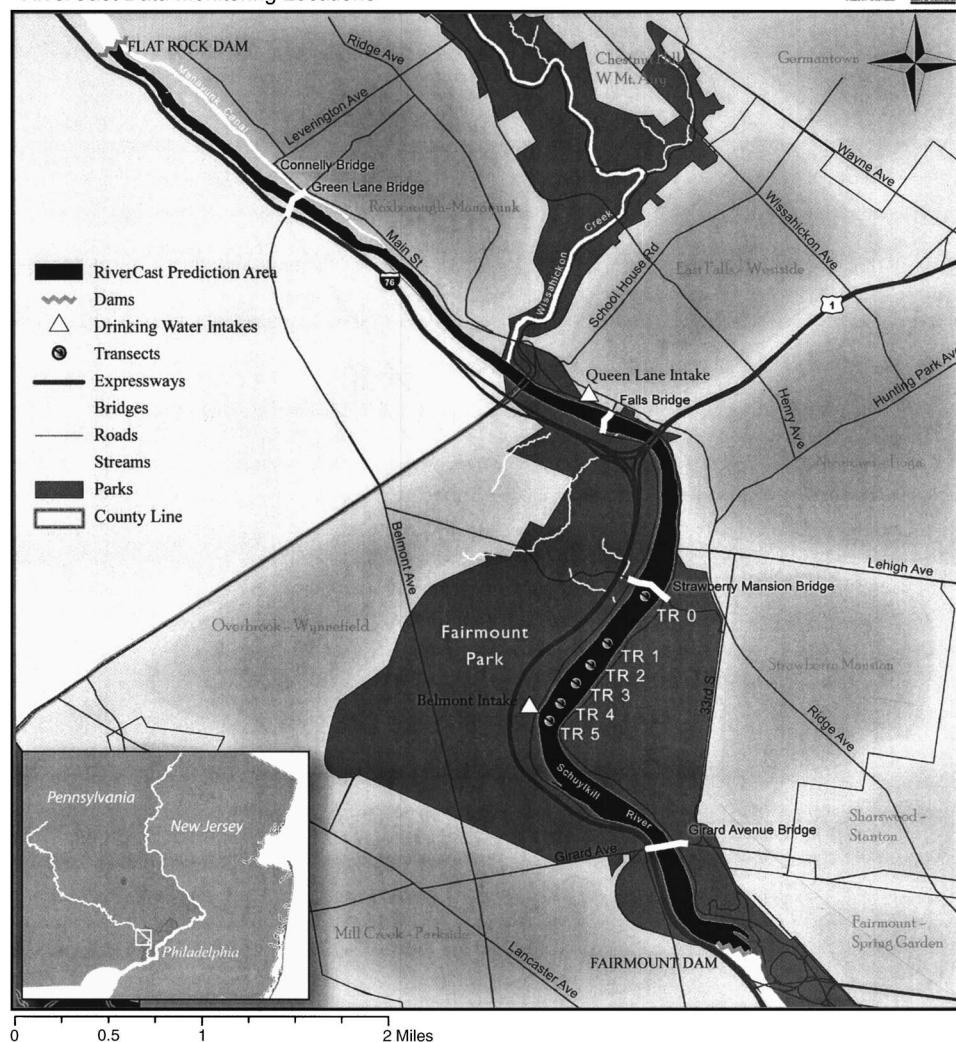 FLAT ROCK DAM
Ridge Ave
Chestnut Hill -
W Mt. Airy
Germantown
Manayunk Canal
Leverington Ave
Wayne Ave
Connelly Bridge
Green Lane Bridge
Roxborough-Manayunk
Wissahickon Ave
Main St
Wissahickon
Creek
School House Rd
East Falls - Westside
76
1
RiverCast Prediction Area
Dams
Drinking Water Intakes
Transects
Expressways
Bridges
Roads
Streams
Parks
County Line
Queen Lane Intake
Falls Bridge
Henry Ave
Hunting Park Ave
Belmont Ave
Lehigh Ave
Strawberry Mansion Bridge
TR 0
Overbrook - Wynnefield
Fairmount
Park
TR 1
TR 2
TR 3
TR 4
TR 5
Strawberry Mansion
Belmont Intake
33rd S
Ridge Ave
Schuylkill
River
Girard Avenue Bridge
Sharswood -
Stanton
Girard Ave
Pennsylvania
New Jersey
Philadelphia
Mill Creek - Parkside
Lancaster Ave
Fairmount -
Spring Garden
FAIRMOUNT DAM
0 0.5 1 2 Miles